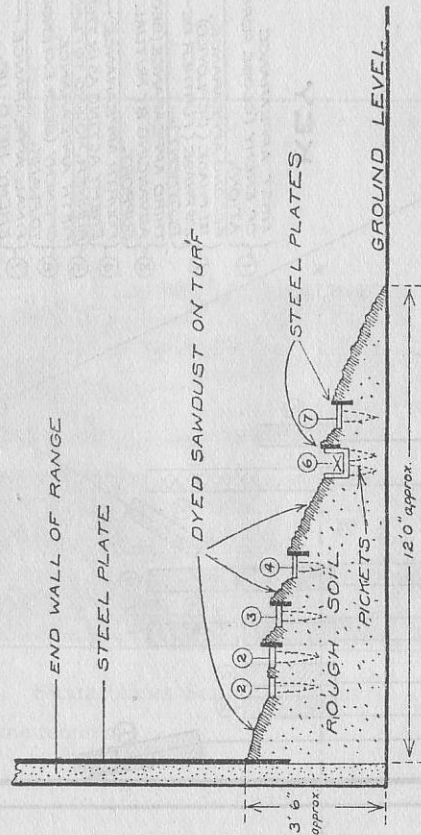 END WALL OF RANGE
STEEL PLATE
DYED SAWDUST ON TURF
STEEL PLATES
2
2
3
4
6
7
ROUGH SOIL
PICKETS
GROUND LEVEL
3'6"
approx
12'0" approx.